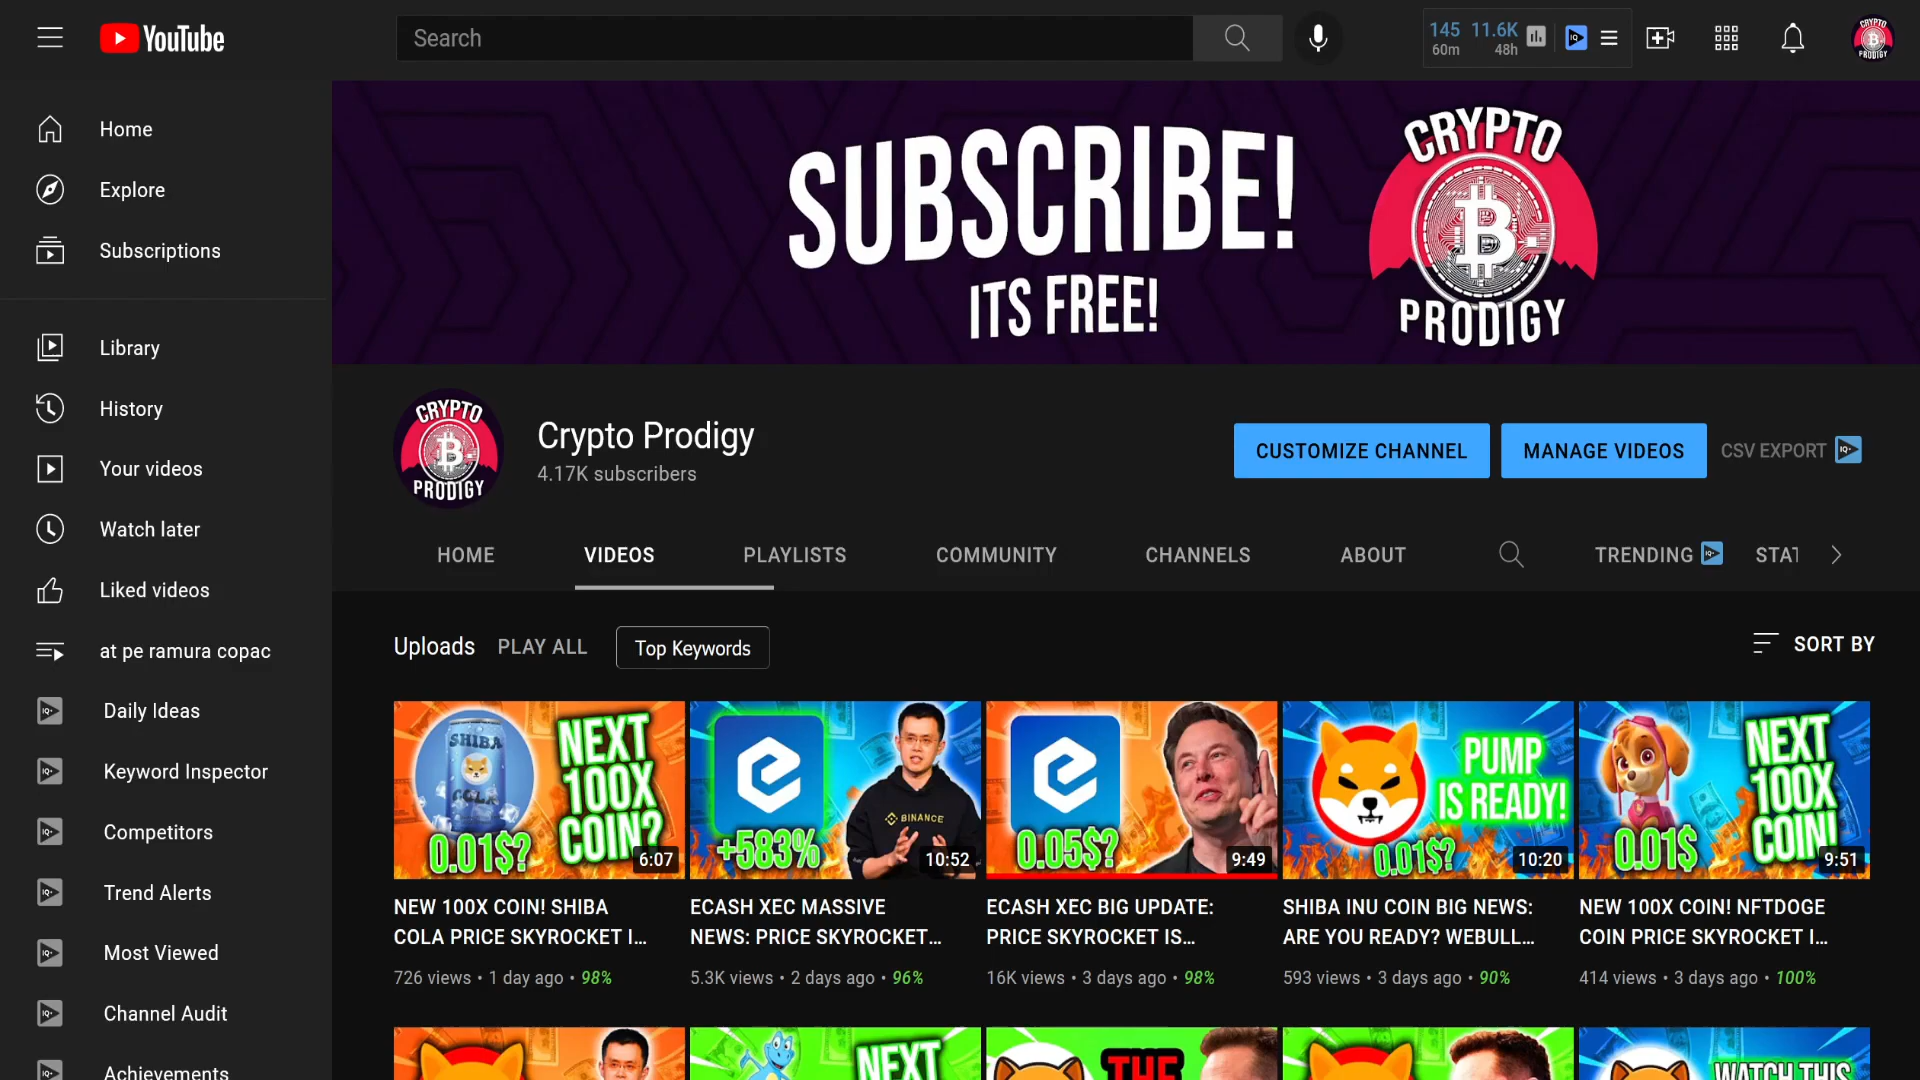 YouTube
Search
145 11.6K
60m 48h
CRYPTO
PRODIGY
Home
Explore
Subscriptions
Library
History
Your videos
Watch later
Liked videos
at pe ramura copac
Daily Ideas
Keyword Inspector
Competitors
Trend Alerts
Most Viewed
Channel Audit
Achievements
SUBSCRIBE!
ITS FREE!
CRYPTO
PRODIGY
CRYPTO
PRODIGY
Crypto Prodigy
4.17K subscribers
CUSTOMIZE CHANNEL
MANAGE VIDEOS
CSV EXPORT
HOME VIDEOS PLAYLISTS COMMUNITY CHANNELS ABOUT TRENDING STAT
Uploads PLAY ALL Top Keywords
SORT BY
SHIBA
COLA
NEXT
100X
COIN?
0.01$?
6:07
+583%
BINANCE
10:52
0.05$?
9:49
PUMP
IS READY!
0.01$?
10:20
NEXT
100X
COIN!
0.01$
9:51
NEW 100X COIN! SHIBA
COLA PRICE SKYROCKET I...
726 views • 1 day ago • 98%
ECASH XEC MASSIVE
NEWS: PRICE SKYROCKET...
5.3K views • 2 days ago • 96%
ECASH XEC BIG UPDATE:
PRICE SKYROCKET IS...
16K views • 3 days ago • 98%
SHIBA INU COIN BIG NEWS:
ARE YOU READY? WEBULL...
593 views • 3 days ago • 90%
NEW 100X COIN! NFTDOGE
COIN PRICE SKYROCKET I...
414 views • 3 days ago • 100%
NEXT
THE
WATCH THIS